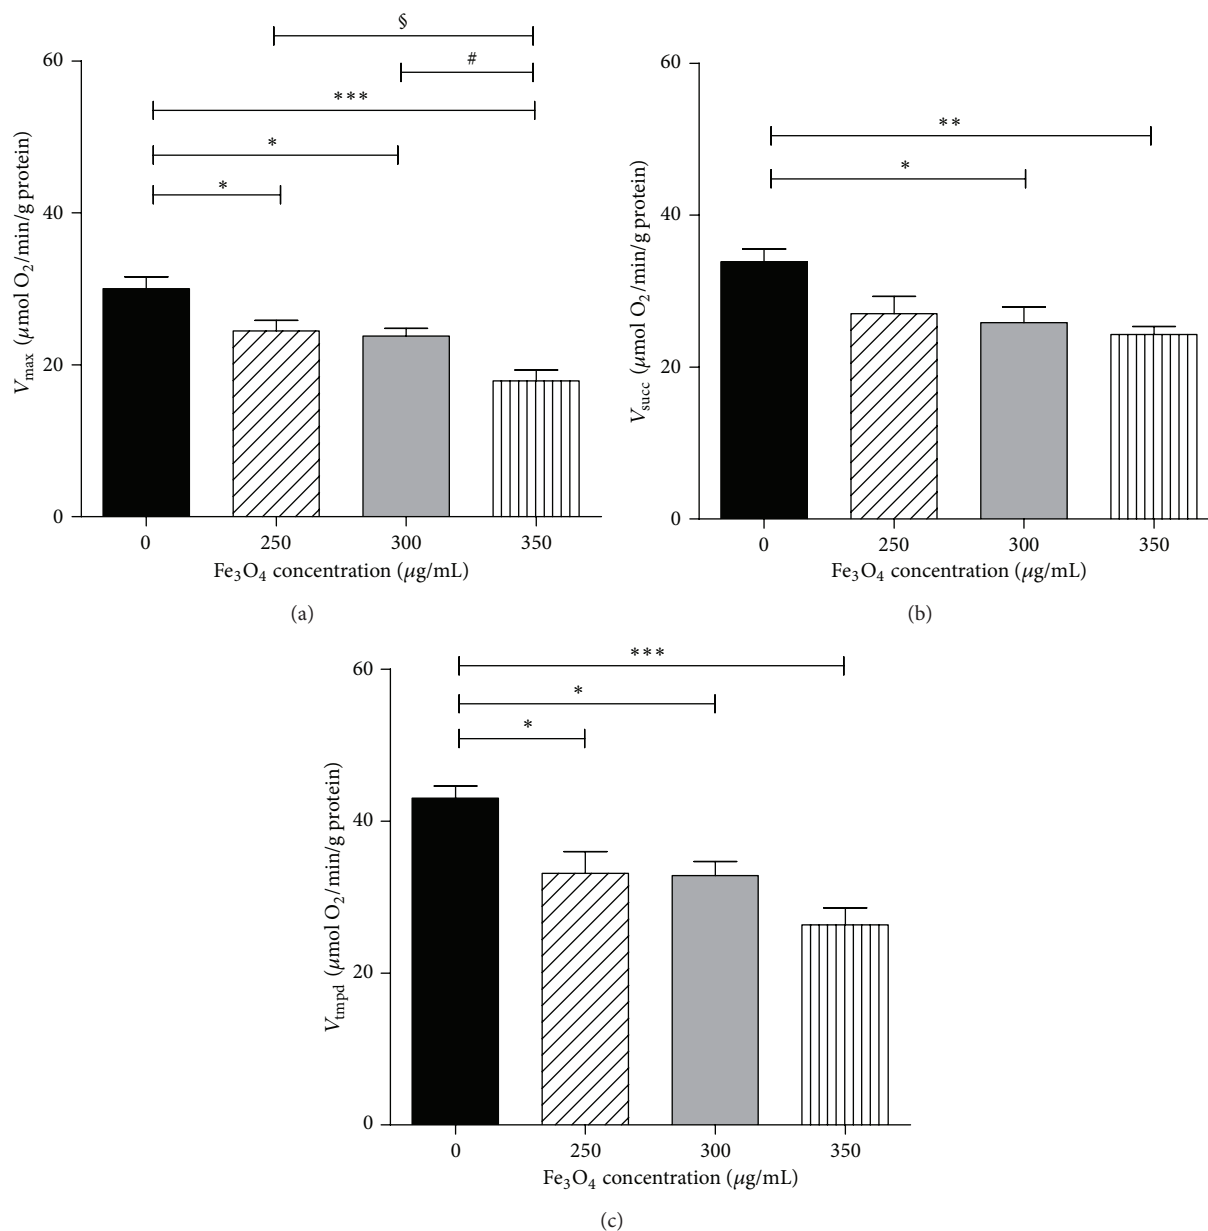 §
#
***
*
*
60
40
20
0
V_max (μmol O₂/min/g protein)
0 250 300 350
Fe₃O₄ concentration (μg/mL)
(a)
**
*
60
40
20
0
V_succ (μmol O₂/min/g protein)
0 250 300 350
Fe₃O₄ concentration (μg/mL)
(b)
***
*
*
60
40
20
0
V_tmpd (μmol O₂/min/g protein)
0 250 300 350
Fe₃O₄ concentration (μg/mL)
(c)